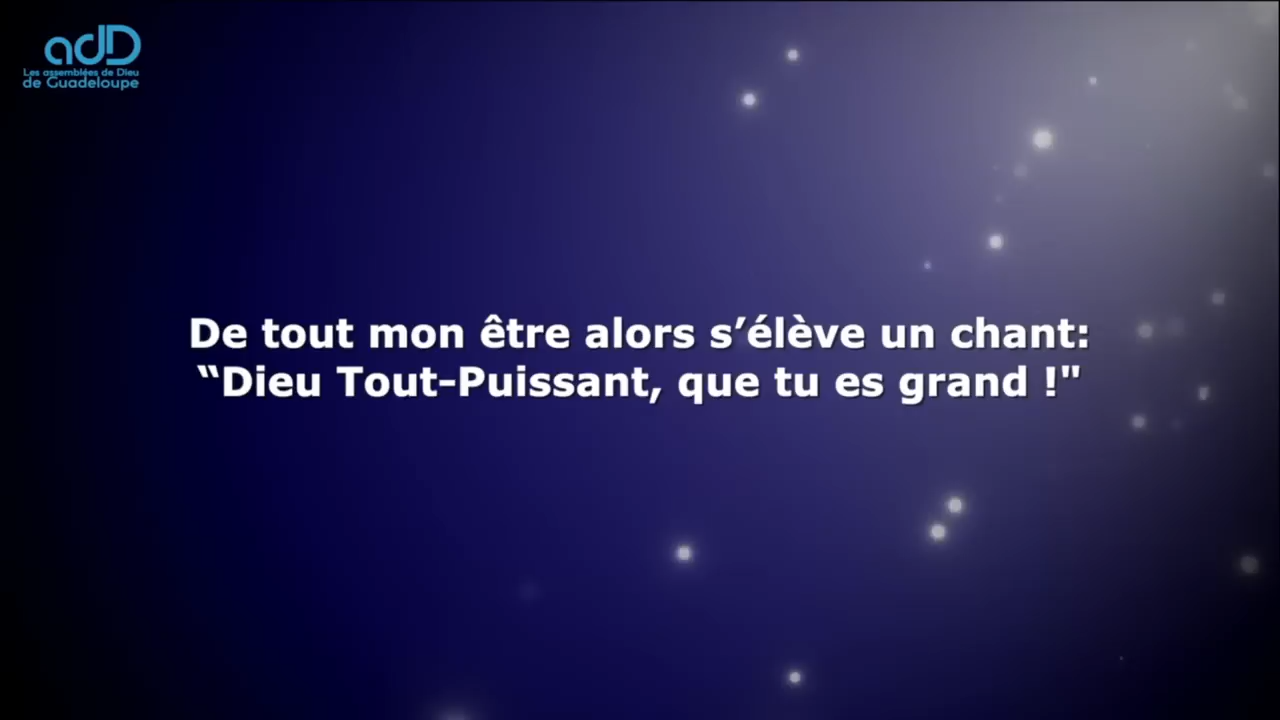 adD
Les assemblées de Dieu
de Guadeloupe
De tout mon être alors s’élève un chant:
“Dieu Tout-Puissant, que tu es grand !"